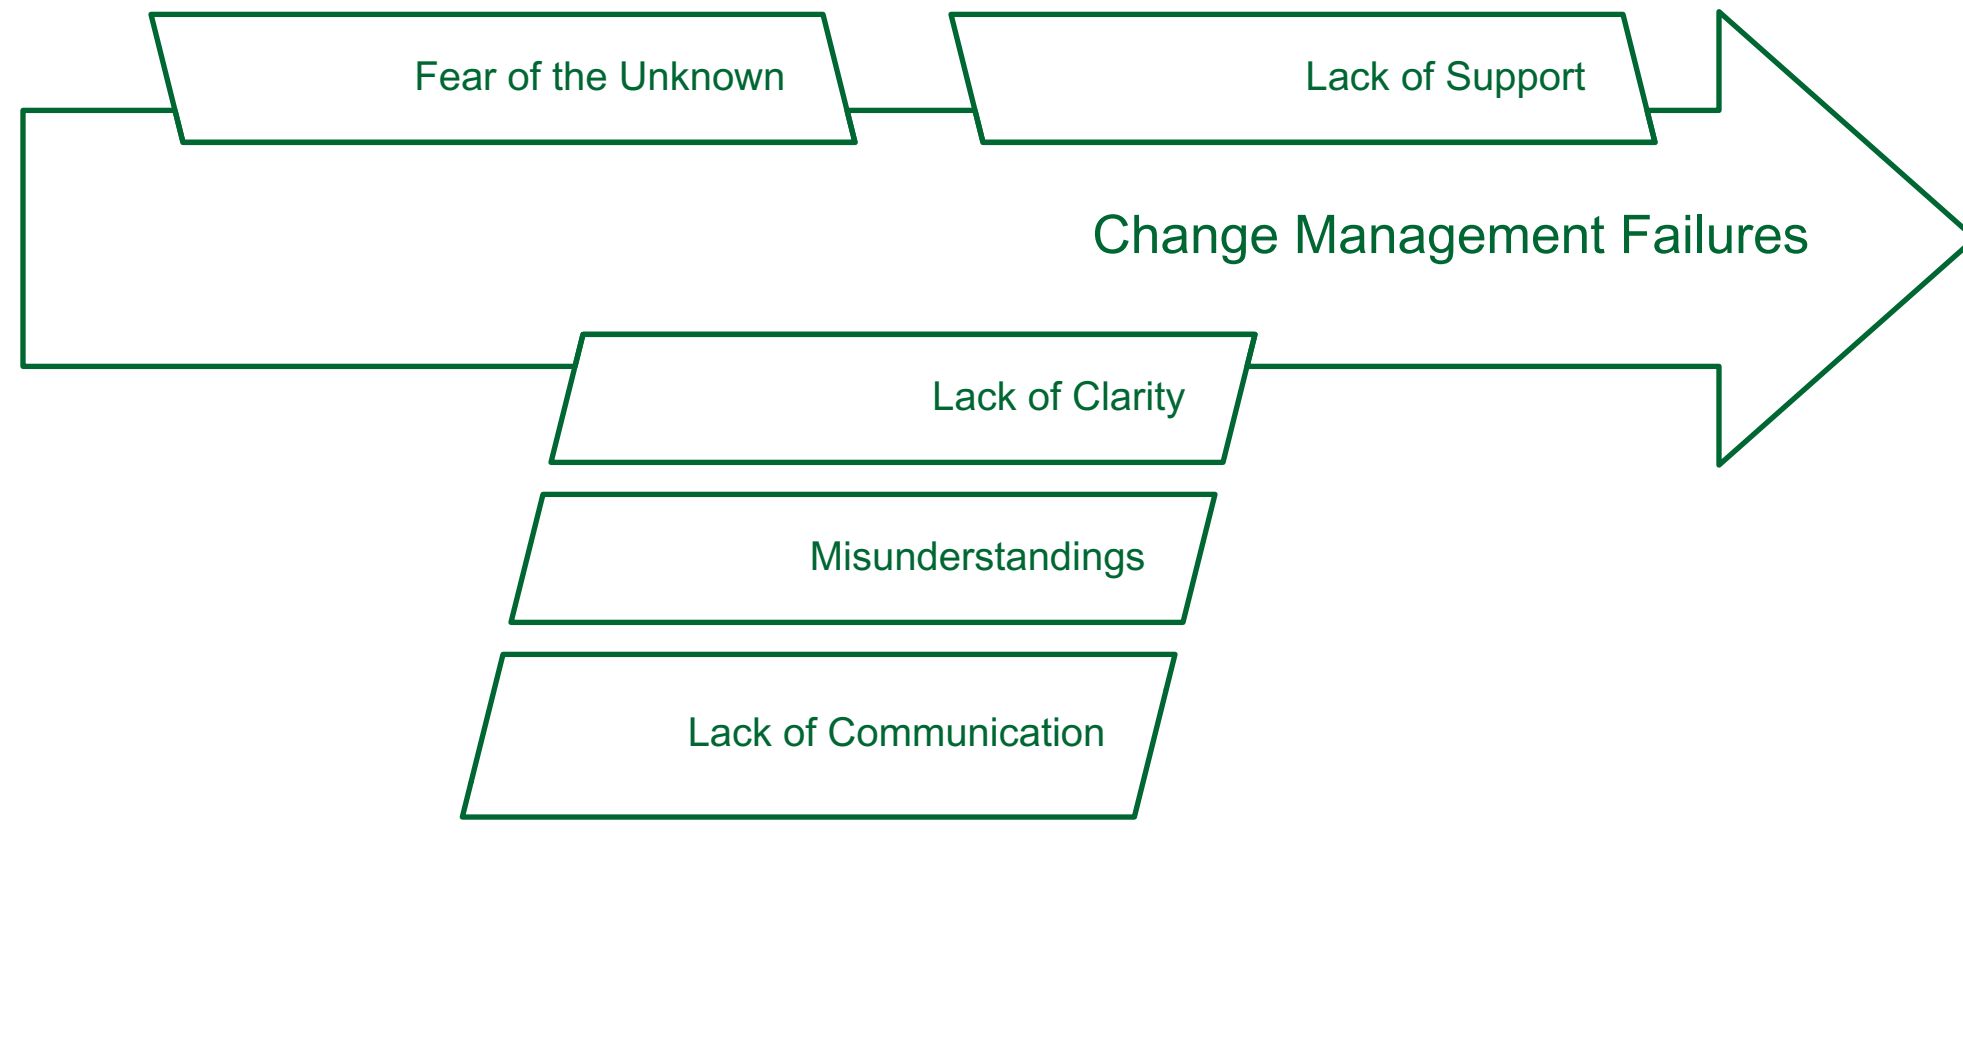 Fear of the Unknown
Lack of Support
Change Management Failures
Lack of Clarity
Misunderstandings
Lack of Communication